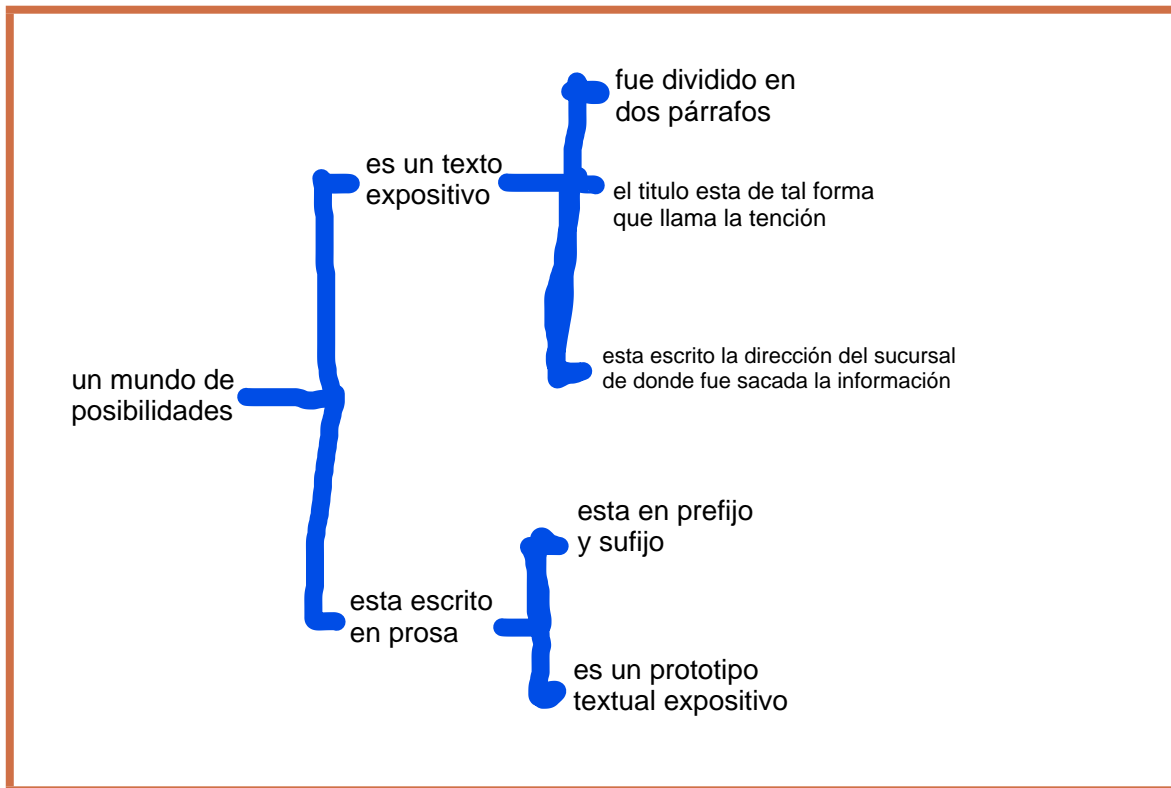 fue dividido en
dos párrafos
es un texto
expositivo
el titulo esta de tal forma
que llama la tención
esta escrito la dirección del sucursal
de donde fue sacada la información
un mundo de
posibilidades
esta en prefijo
y sufijo
esta escrito
en prosa
es un prototipo
textual expositivo